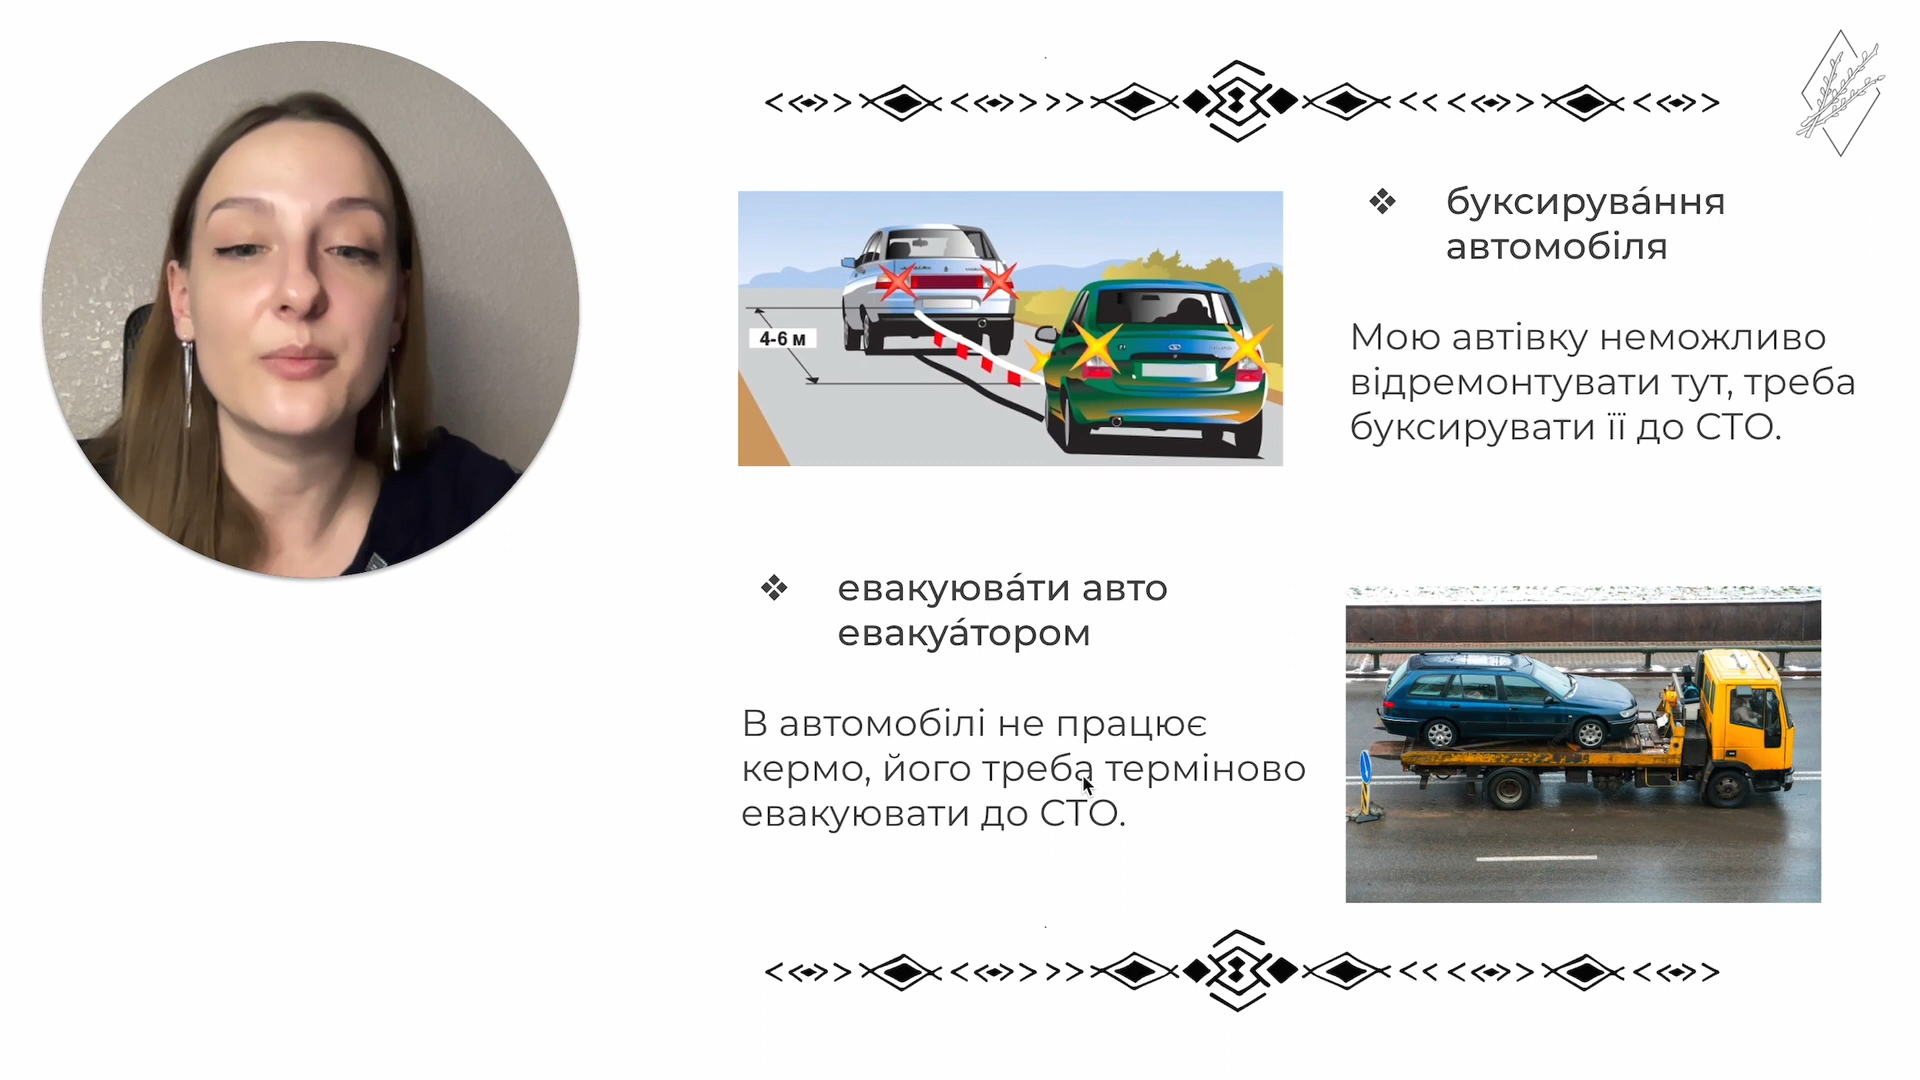 буксирува́ння
автомобіля
4-6 м
Мою автівку неможливо
відремонтувати тут, треба
буксирувати її до СТО.
евакуюва́ти авто
евакуа́тором
В автомобілі не працює
кермо, його треба терміново
евакуювати до СТО.